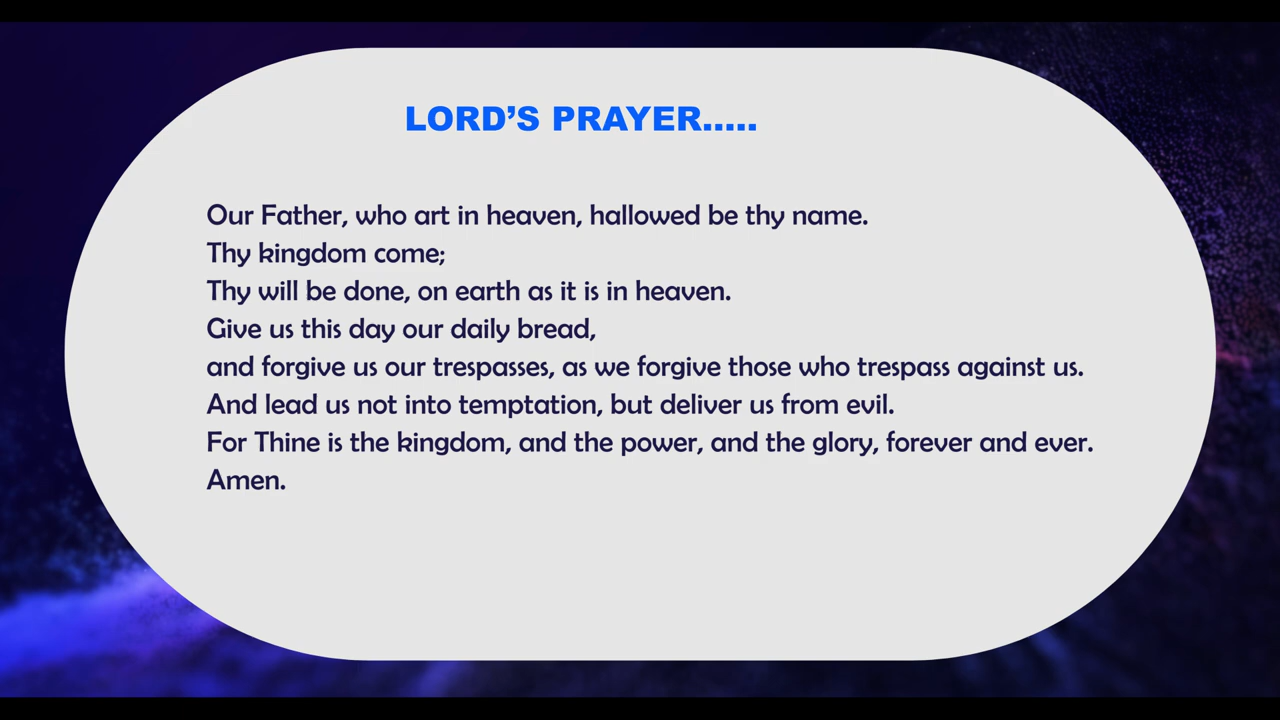 LORD’S PRAYER.....
Our Father, who art in heaven, hallowed be thy name.
Thy kingdom come;
Thy will be done, on earth as it is in heaven.
Give us this day our daily bread,
and forgive us our trespasses, as we forgive those who trespass against us.
And lead us not into temptation, but deliver us from evil.
For Thine is the kingdom, and the power, and the glory, forever and ever.
Amen.